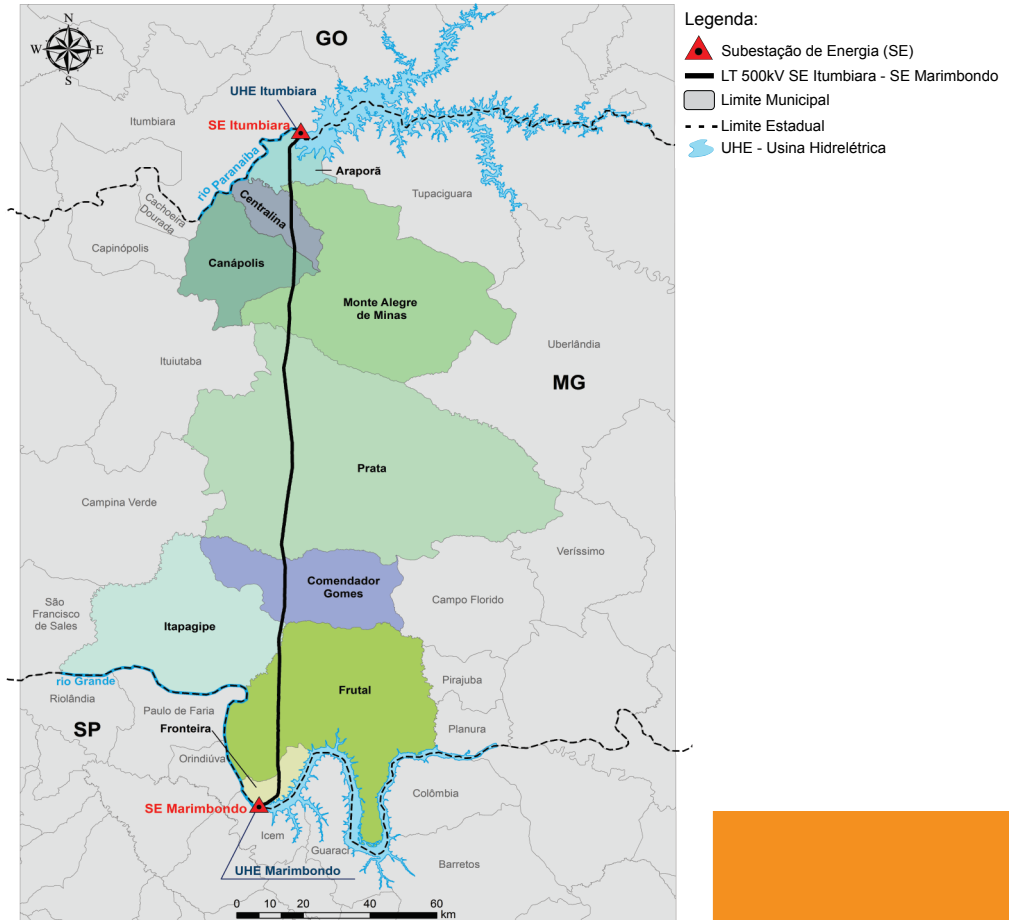 N
W E
S
GO
UHE Itumbiara
SE Itumbiara
Itumbiara
rio Paranaíba
Araporã
Tupaciguara
Cachoeira
Dourada
Centralina
Capinópolis
Canápolis
Monte Alegre
de Minas
Uberlândia
Ituiutaba
MG
Prata
Campina Verde
Veríssimo
Comendador
Gomes
São
Francisco
de Sales
Campo Florido
Itapagipe
rio Grande
Pirajuba
Frutal
Riolândia
Paulo de Faria
SP
Fronteira
Planura
Orindiúva
Colômbia
SE Marimbondo
Icem
Guaraci
Barretos
UHE Marimbondo
0 10 20 40 60
km
Legenda:
Subestação de Energia (SE)
LT 500kV SE Itumbiara - SE Marimbondo
Limite Municipal
Limite Estadual
UHE - Usina Hidrelétrica